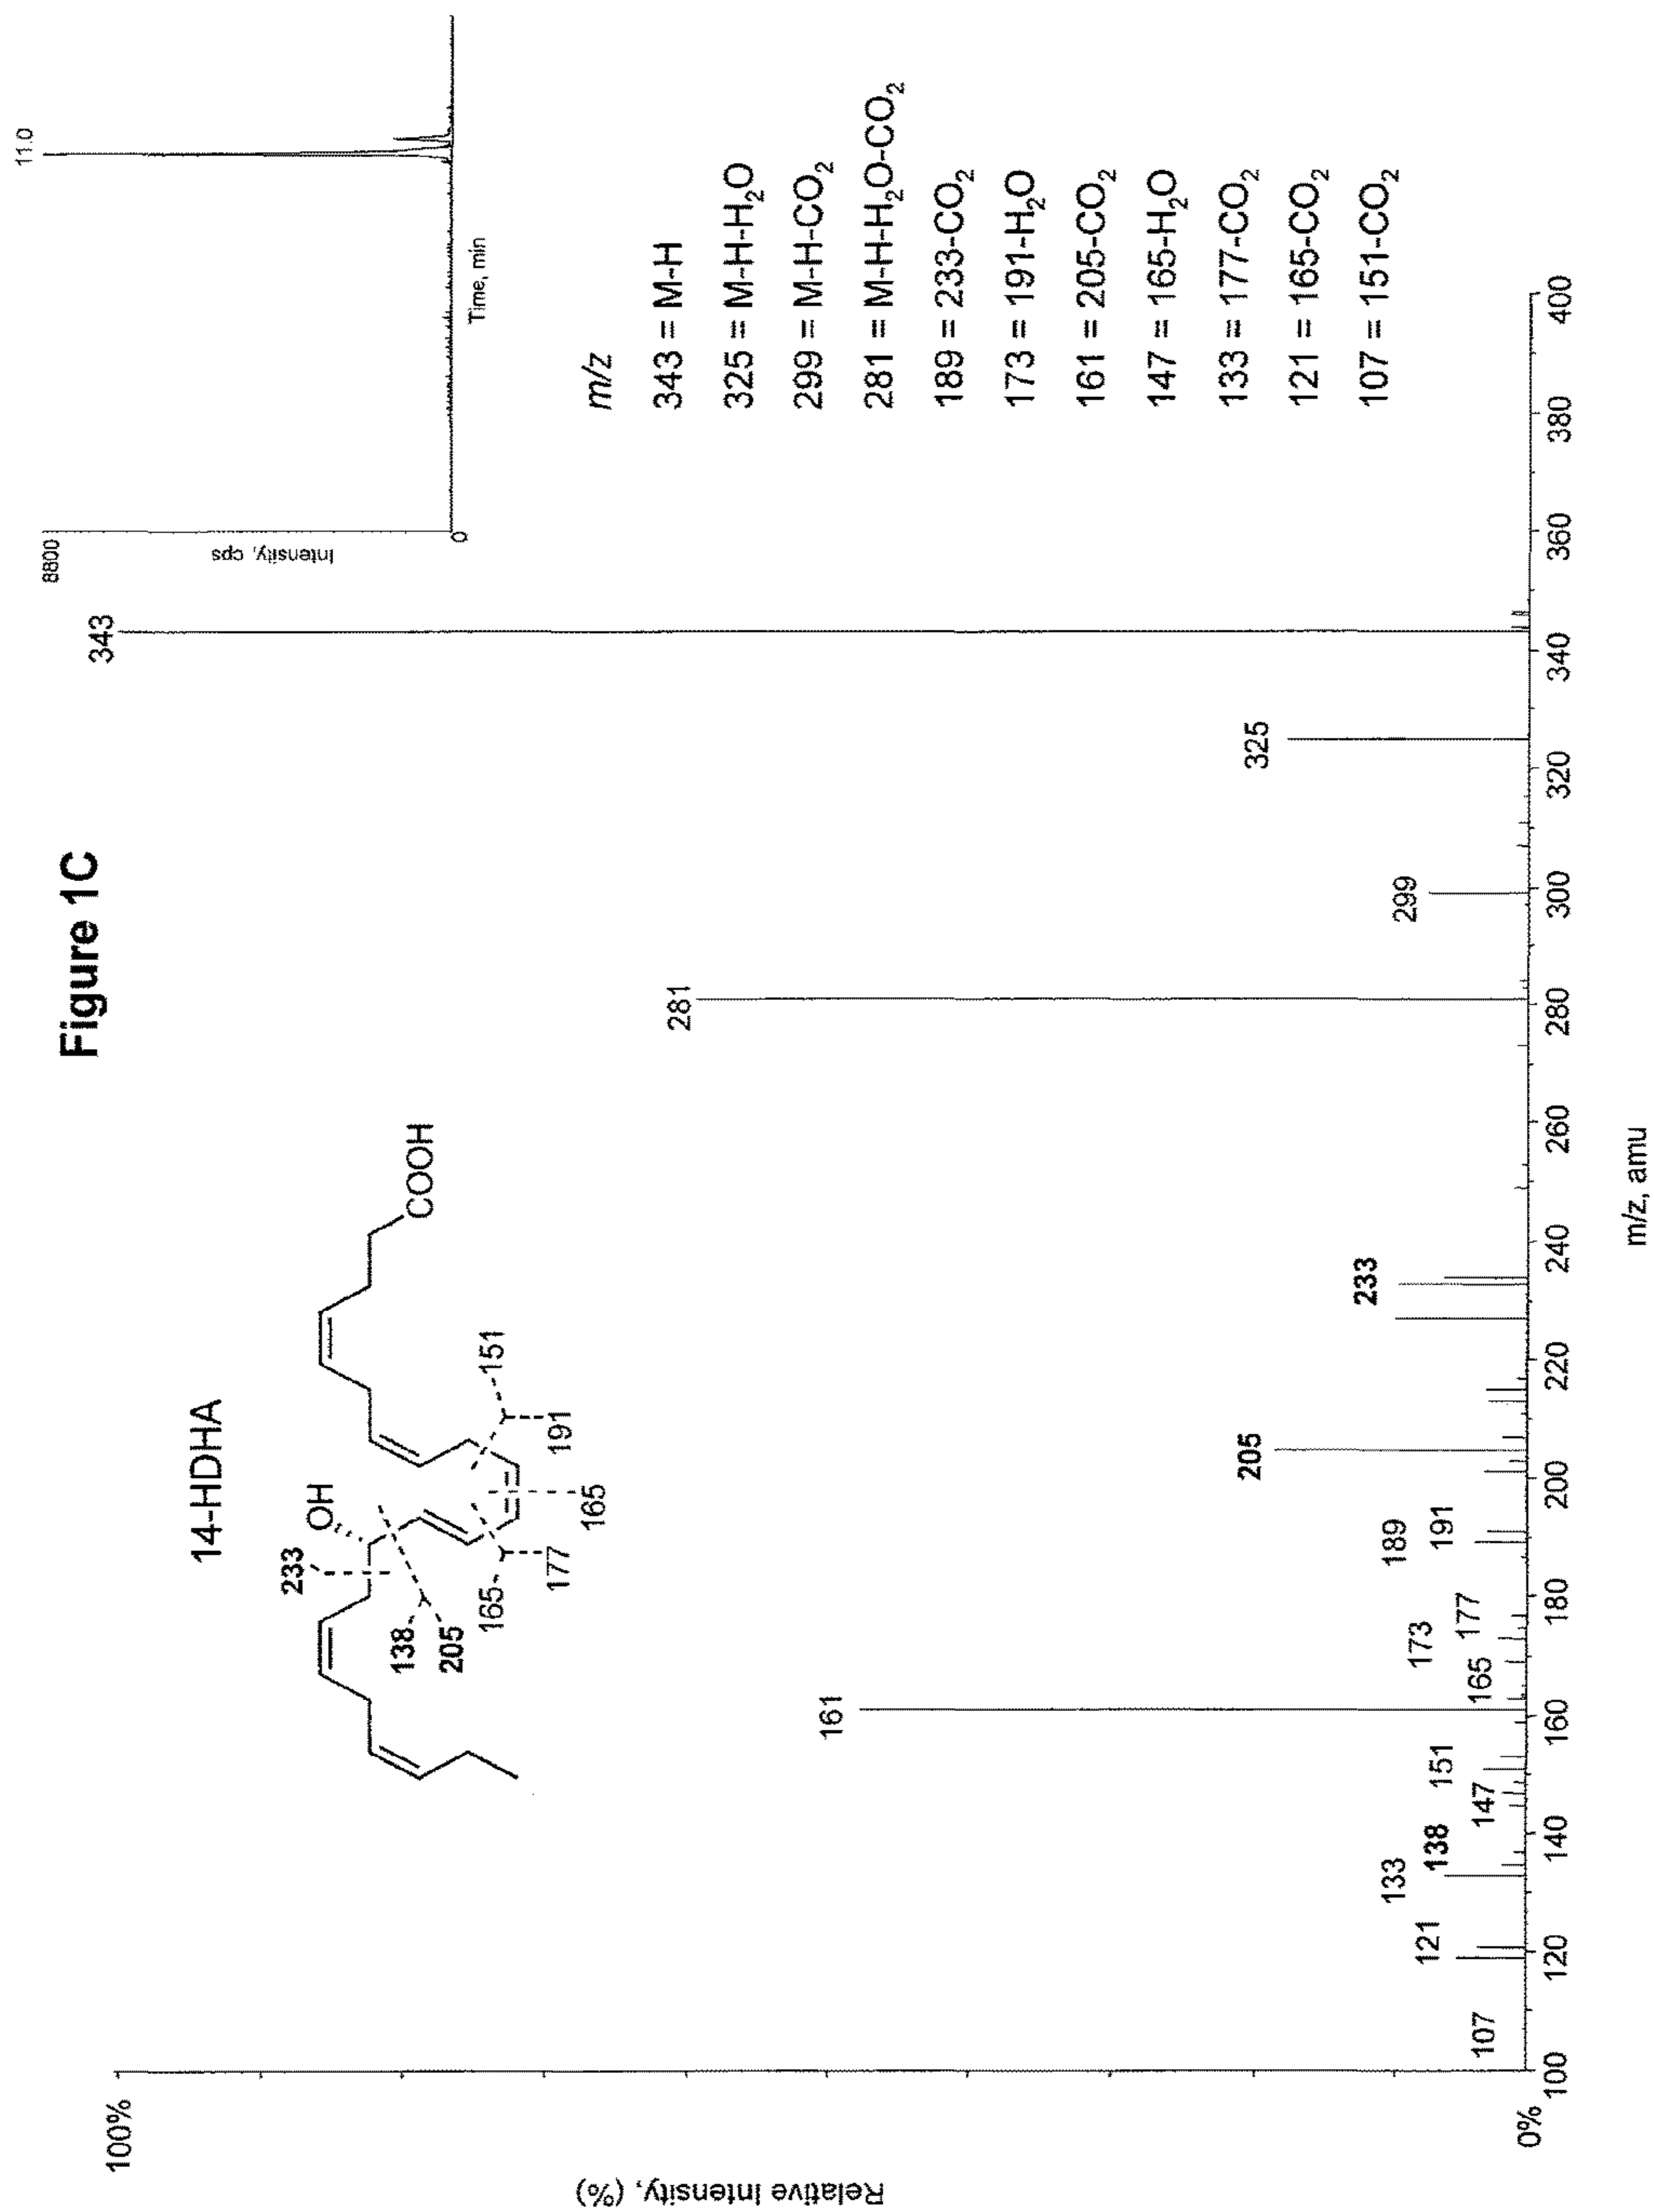 Figure 1C
14-HDHA
OH
COOH
233
138
205
165
177
165
191
151
8800
Intensity, cps
0
11.0
Time, min
m/z
343 = M-H
325 = M-H-H₂O
299 = M-H-CO₂
281 = M-H-H₂O-CO₂
189 = 233-CO₂
173 = 191-H₂O
161 = 205-CO₂
147 = 165-H₂O
133 = 177-CO₂
121 = 165-CO₂
107 = 151-CO₂
Relative Intensity, (%)
100%
0%
107
121
133
138
147
151
161
165
173
177
189
191
205
233
281
299
325
343
100 120 140 160 180 200 220 240 260 280 300 320 340 360 380 400
m/z, amu